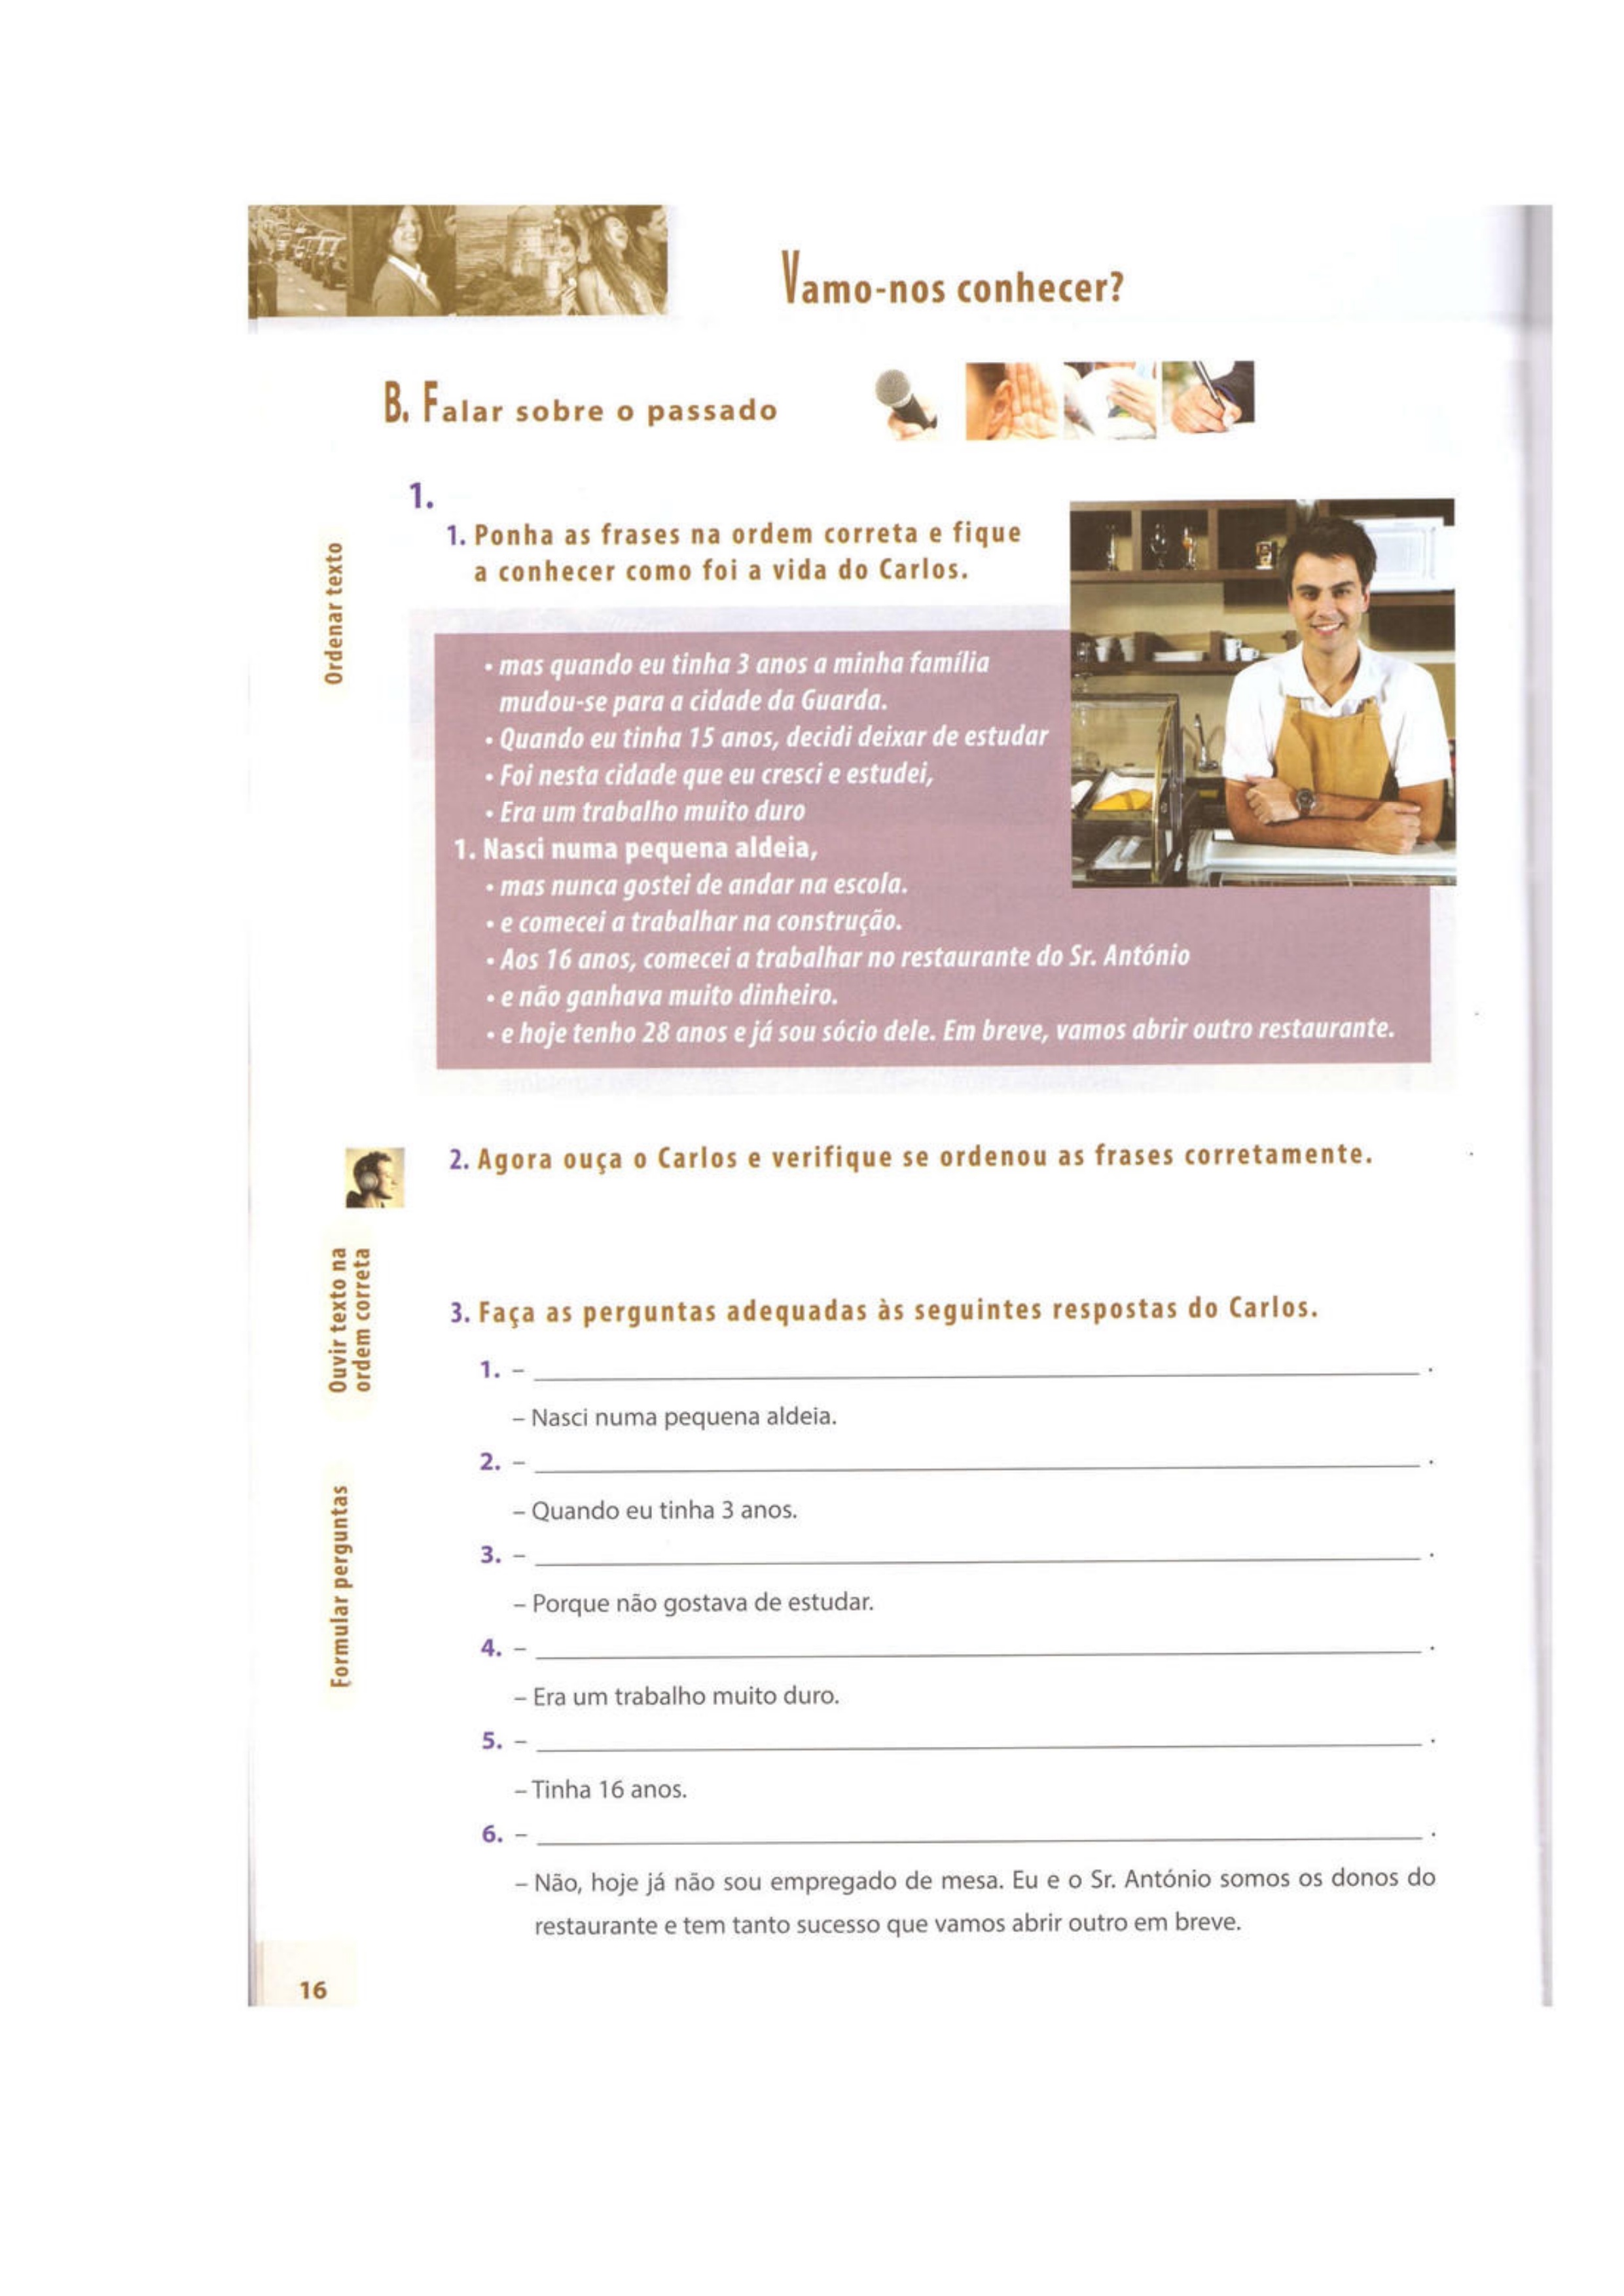 Vamo-nos conhecer?
B. Falar sobre o passado
1.
Ordenar texto
1. Ponha as frases na ordem correta e fique
a conhecer como foi a vida do Carlos.
• mas quando eu tinha 3 anos a minha família
mudou-se para a cidade da Guarda.
• Quando eu tinha 15 anos, decidi deixar de estudar
• Foi nesta cidade que eu cresci e estudei,
• Era um trabalho muito duro
1. Nasci numa pequena aldeia,
• mas nunca gostei de andar na escola.
• e comecei a trabalhar na construção.
• Aos 16 anos, comecei a trabalhar no restaurante do Sr. António
• e não ganhava muito dinheiro.
• e hoje tenho 28 anos e já sou sócio dele. Em breve, vamos abrir outro restaurante.
2. Agora ouça o Carlos e verifique se ordenou as frases corretamente.
Ouvir texto na
ordem correta
3. Faça as perguntas adequadas às seguintes respostas do Carlos.
1. – .
– Nasci numa pequena aldeia.
2. – .
– Quando eu tinha 3 anos.
Formular perguntas
3. – .
– Porque não gostava de estudar.
4. – .
– Era um trabalho muito duro.
5. – .
– Tinha 16 anos.
6. – .
– Não, hoje já não sou empregado de mesa. Eu e o Sr. António somos os donos do
restaurante e tem tanto sucesso que vamos abrir outro em breve.
16